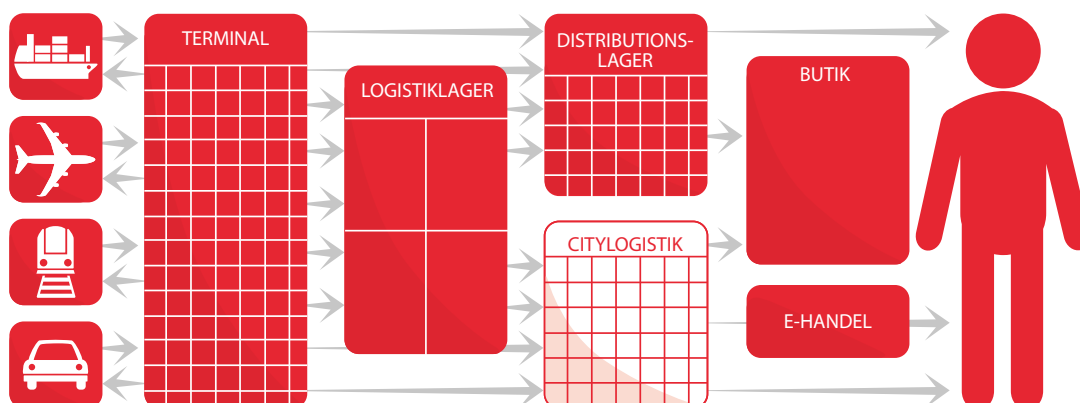 TERMINAL
LOGISTIKLAGER
DISTRIBUTIONS-
LAGER
CITYLOGISTIK
BUTIK
E-HANDEL